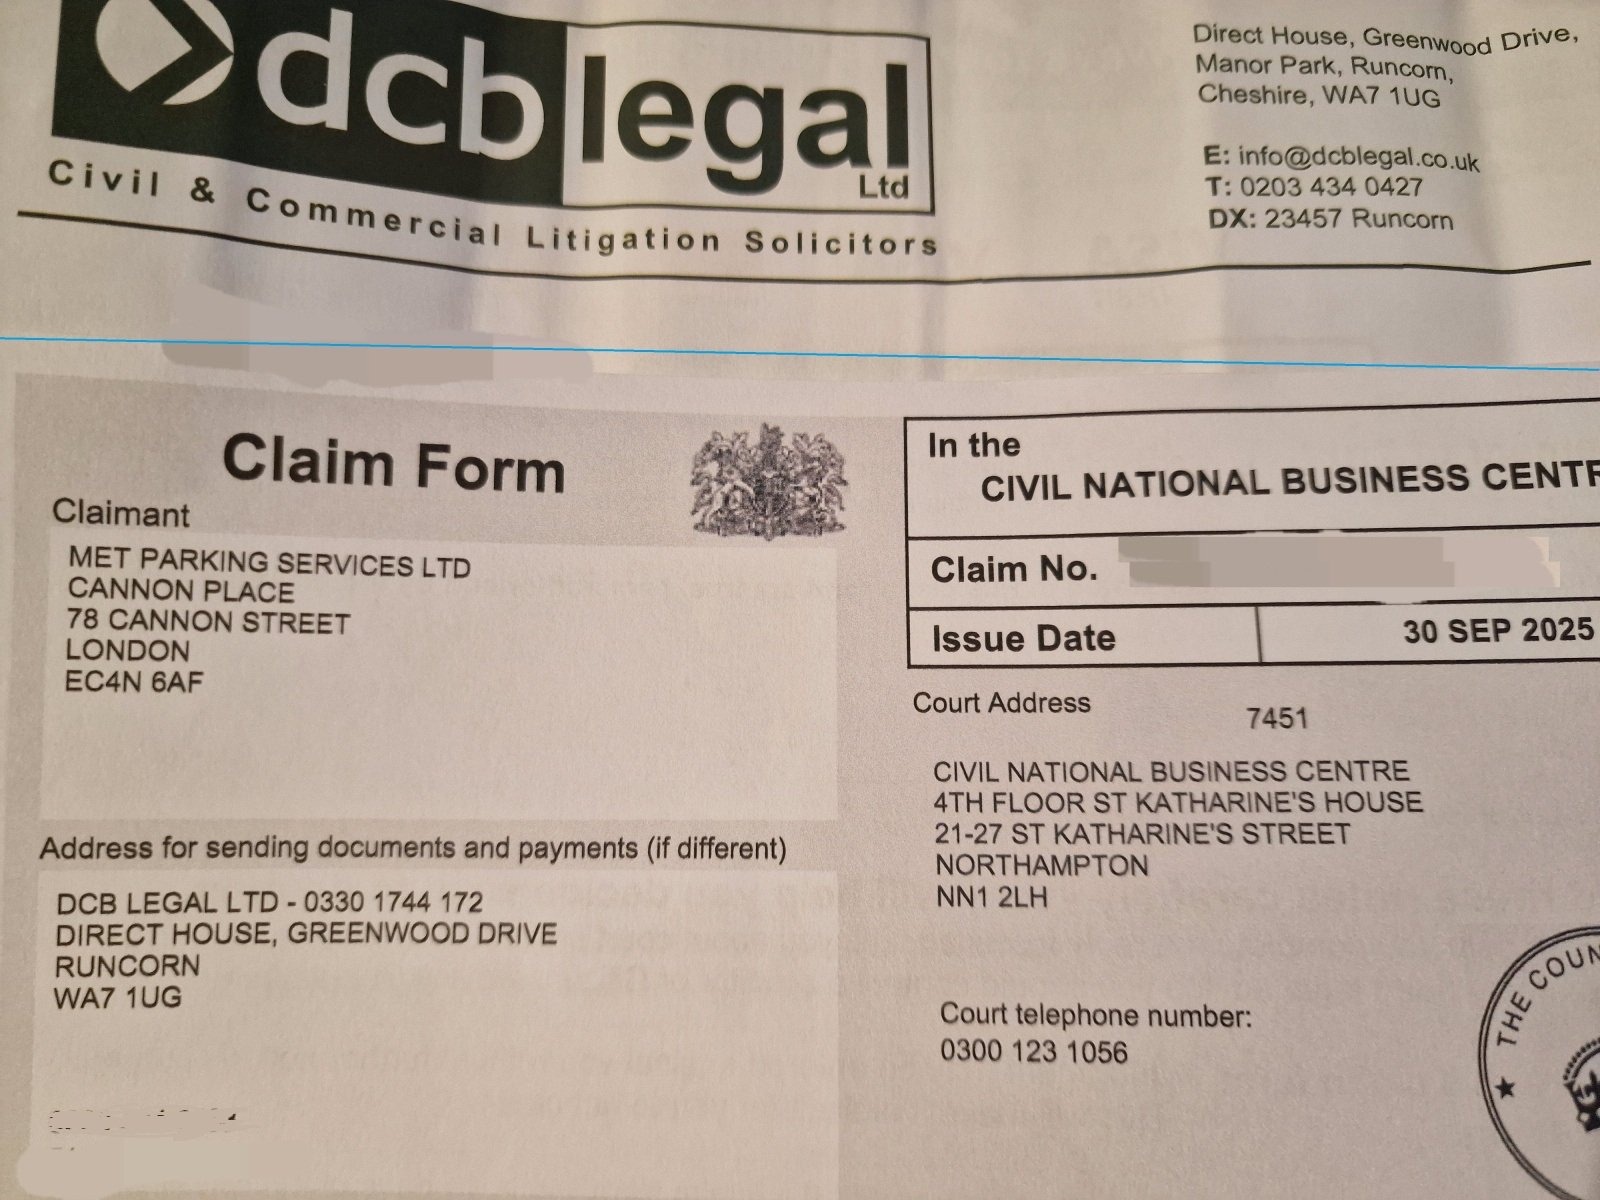 dcblegal
Ltd
Civil & Commercial Litigation Solicitors
Direct House, Greenwood Drive,
Manor Park, Runcorn,
Cheshire, WA7 1UG
E: info@dcblegal.co.uk
T: 0203 434 0427
DX: 23457 Runcorn
Claim Form
Claimant
MET PARKING SERVICES LTD
CANNON PLACE
78 CANNON STREET
LONDON
EC4N 6AF
Address for sending documents and payments (if different)
DCB LEGAL LTD - 0330 1744 172
DIRECT HOUSE, GREENWOOD DRIVE
RUNCORN
WA7 1UG
In the
CIVIL NATIONAL BUSINESS CENTR
Claim No.
Issue Date
30 SEP 2025
Court Address
7451
CIVIL NATIONAL BUSINESS CENTRE
4TH FLOOR ST KATHARINE'S HOUSE
21-27 ST KATHARINE'S STREET
NORTHAMPTON
NN1 2LH
Court telephone number:
0300 123 1056
THE COUN